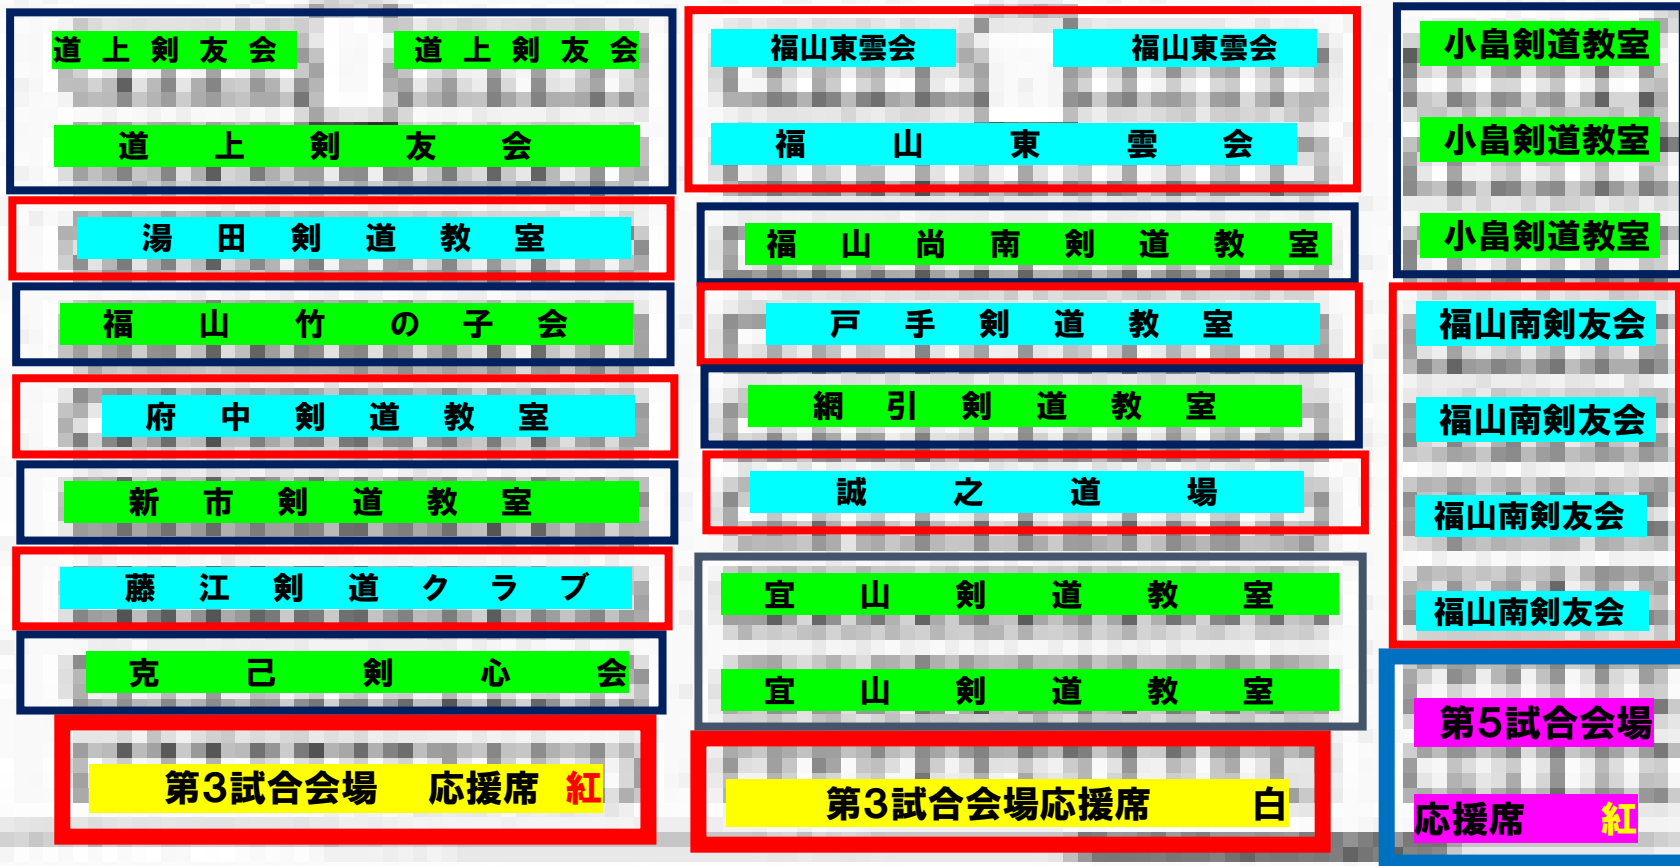 道上剣友会
道上剣友会
道上剣友会
湯田剣道教室
福山竹の子会
府中剣道教室
新市剣道教室
藤江剣道クラブ
克己剣心会
第3試合会場 応援席 紅
福山東雲会
福山東雲会
福山東雲会
福山尚南剣道教室
戸手剣道教室
網引剣道教室
誠之道場
宜山剣道教室
宜山剣道教室
第3試合会場応援席 白
小畠剣道教室
小畠剣道教室
小畠剣道教室
福山南剣友会
福山南剣友会
福山南剣友会
福山南剣友会
第5試合会場
応援席 紅